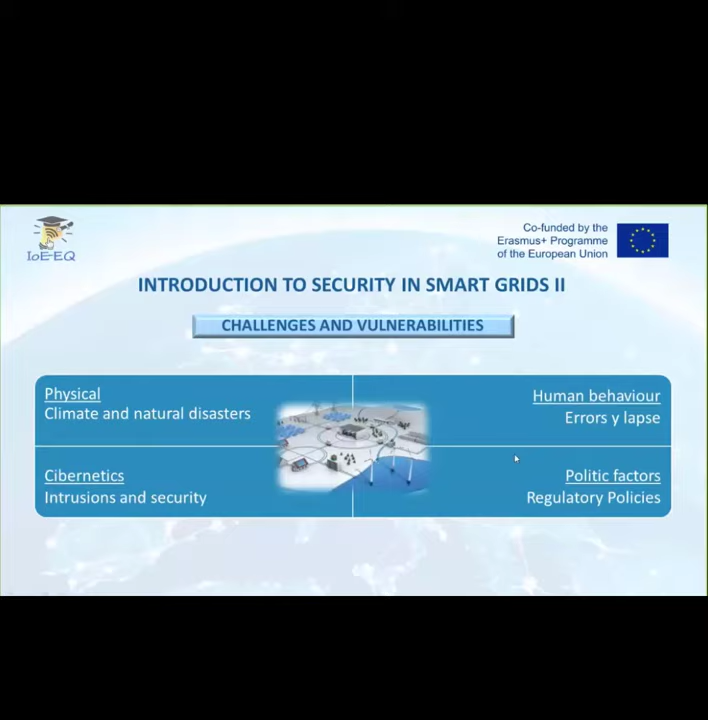 IoE-EQ
Co-funded by the
Erasmus+ Programme
of the European Union
INTRODUCTION TO SECURITY IN SMART GRIDS II
CHALLENGES AND VULNERABILITIES
Physical
Climate and natural disasters
Human behaviour
Errors y lapse
Cibernetics
Intrusions and security
Politic factors
Regulatory Policies